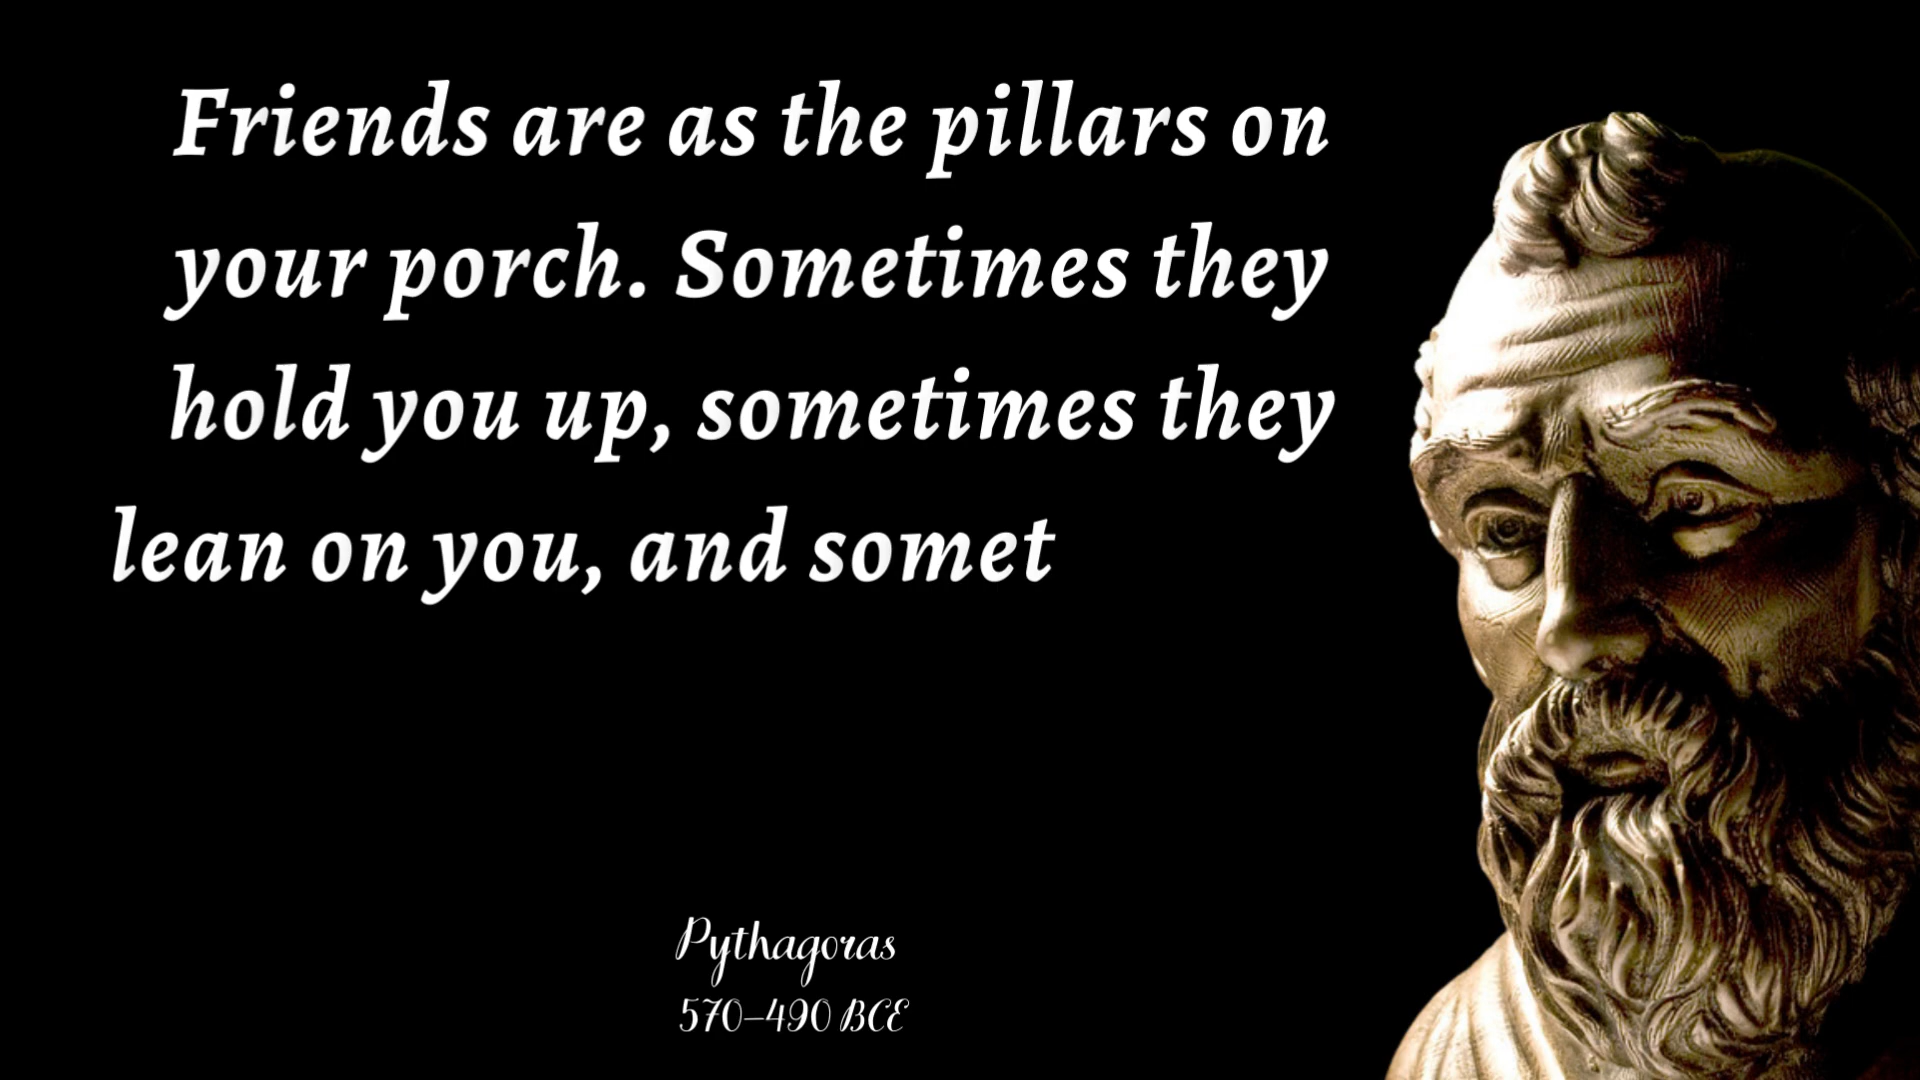 Friends are as the pillars on
your porch. Sometimes they
hold you up, sometimes they
lean on you, and somet
Pythagoras
570–490 BCE